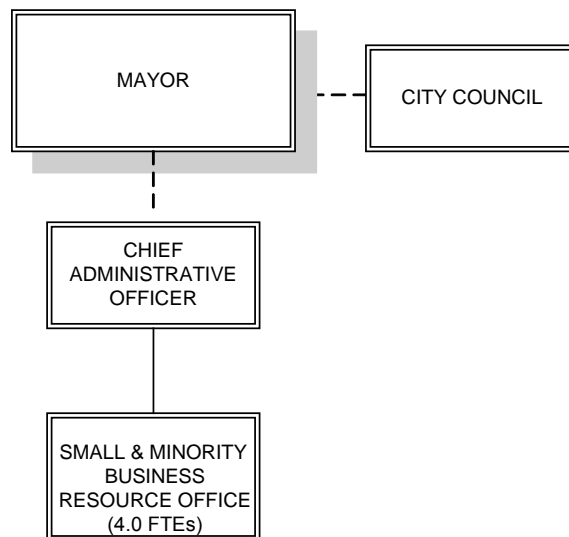 MAYOR
CITY COUNCIL
CHIEF
ADMINISTRATIVE
OFFICER
SMALL & MINORITY
BUSINESS
RESOURCE OFFICE
(4.0 FTEs)